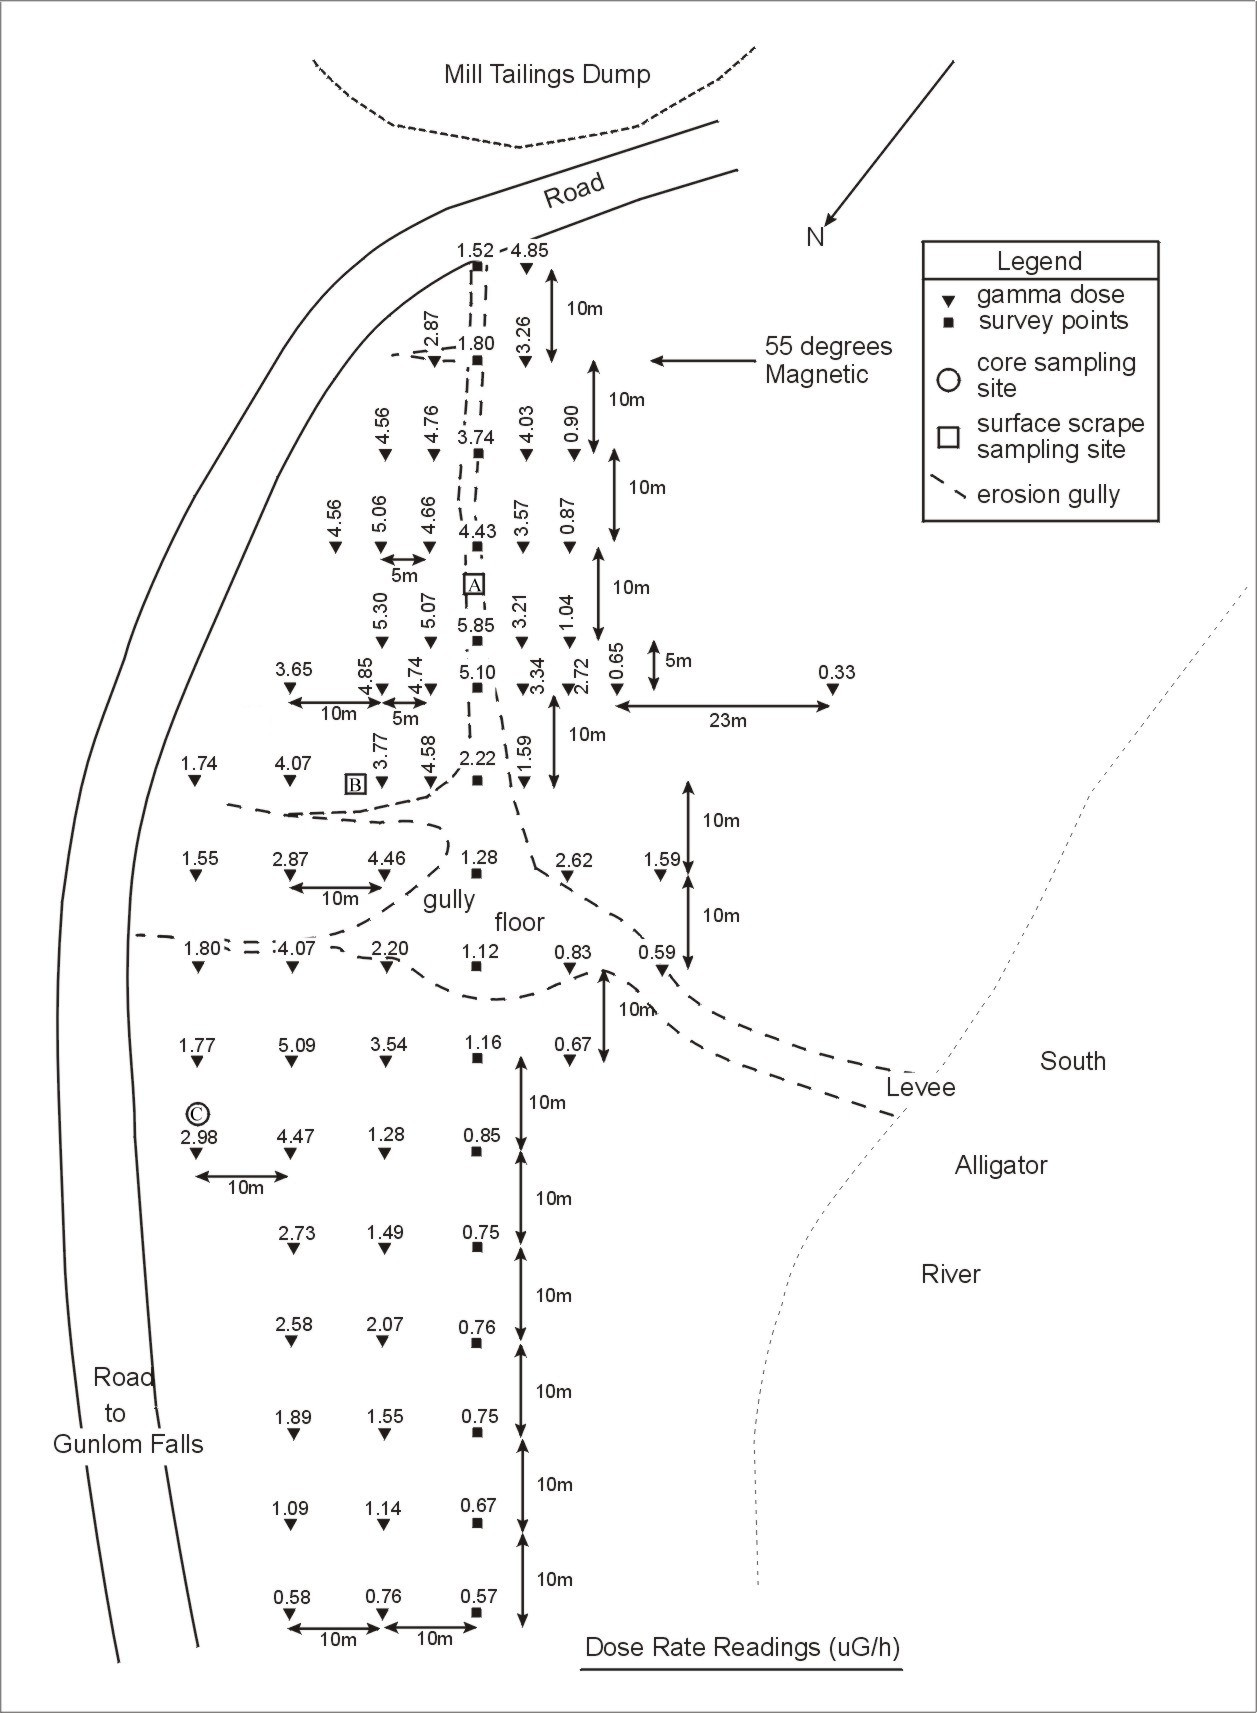 Mill Tailings Dump
Road
N
Legend
gamma dose
survey points
core sampling
site
surface scrape
sampling site
erosion gully
1.52 4.85
10m
2.87 1.80 3.26
55 degrees
Magnetic
10m
4.56 4.76 3.74 4.03 0.90
10m
4.56 5.06 4.66 4.43 3.57 0.87
5m
A
10m
5.30 5.07 5.85 3.21 1.04
3.65 4.85 4.74 5.10 3.34 2.72 0.65 5m 0.33
10m 5m 23m
10m
1.74 4.07 B 3.77 4.58 2.22 1.59
10m
1.55 2.87 4.46 1.28 2.62 1.59
10m
gully
floor
10m
1.80 4.07 2.20 1.12 0.83 0.59
10m
1.77 5.09 3.54 1.16 0.67
South
Levee
10m
C
2.98 4.47 1.28 0.85
Alligator
10m
10m
2.73 1.49 0.75
River
10m
2.58 2.07 0.76
Road
to
Gunlom Falls
10m
1.89 1.55 0.75
10m
1.09 1.14 0.67
10m
0.58 0.76 0.57
10m 10m
Dose Rate Readings (uG/h)